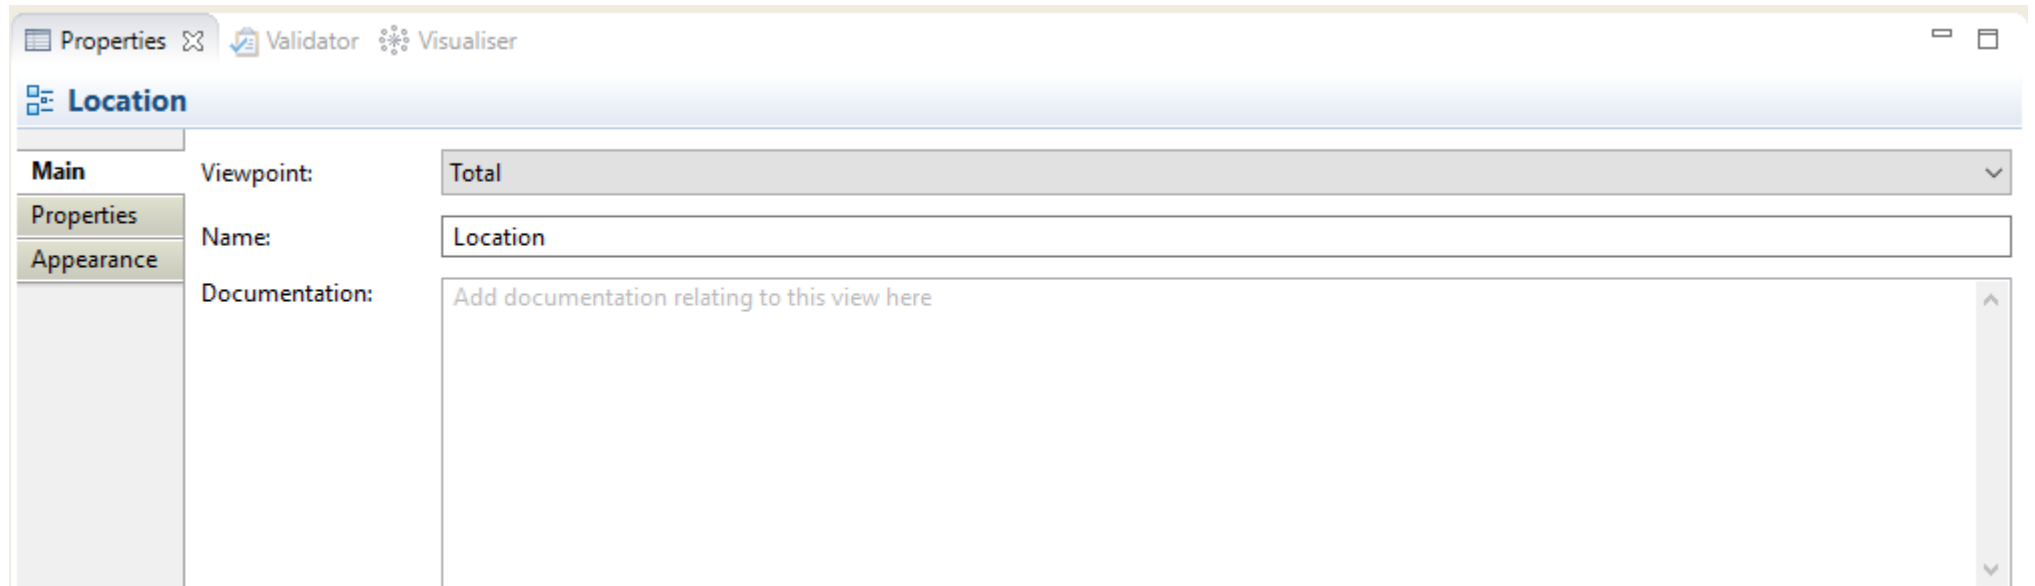 Properties Validator Visualiser
Location
Main
Viewpoint: Total
Properties
Name: Location
Appearance
Documentation: Add documentation relating to this view here